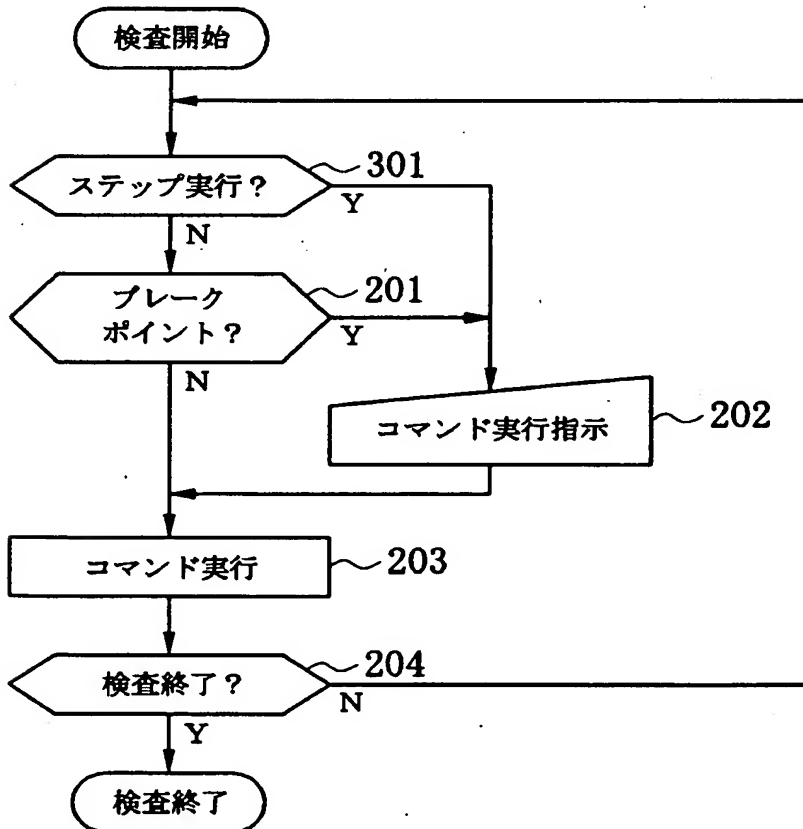 検査開始
ステップ実行?
301
Y
N
ブレーク
ポイント?
201
Y
N
コマンド実行指示
202
コマンド実行
203
検査終了?
204
N
Y
検査終了